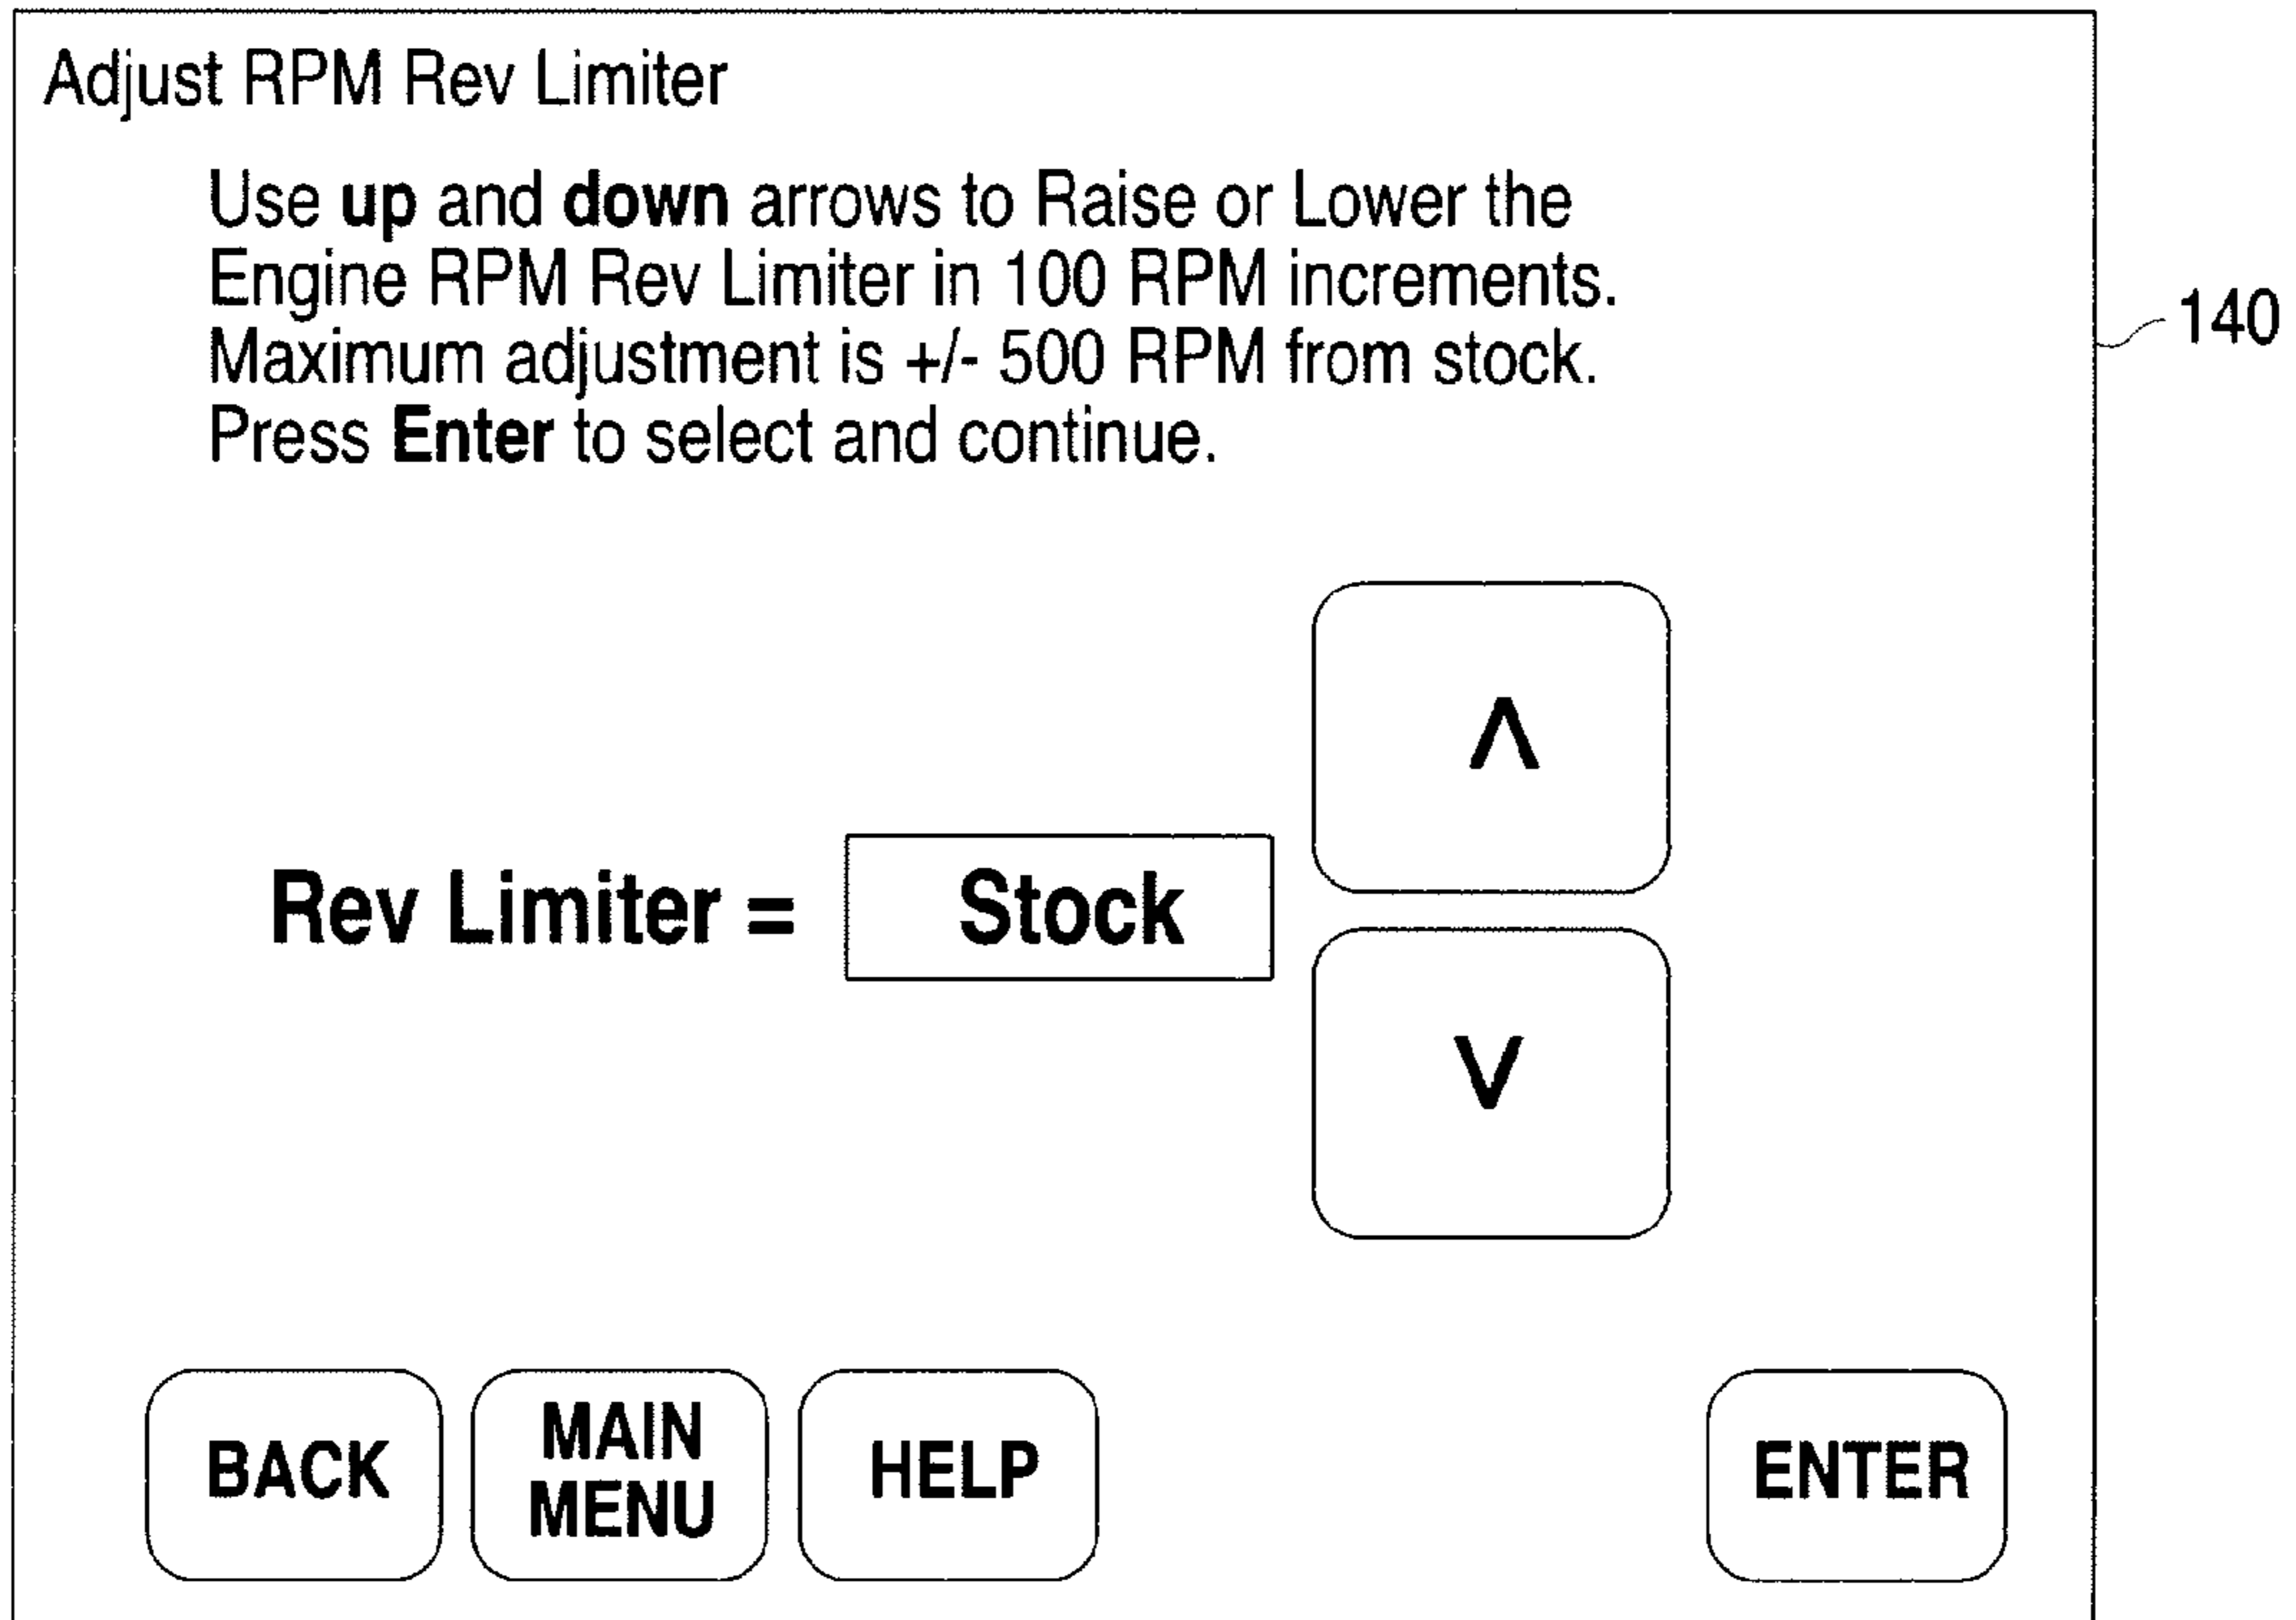 Adjust RPM Rev Limiter
Use up and down arrows to Raise or Lower the
Engine RPM Rev Limiter in 100 RPM increments.
Maximum adjustment is +/- 500 RPM from stock.
Press Enter to select and continue.
140
Λ
Rev Limiter = Stock
V
BACK
MAIN
MENU
HELP
ENTER